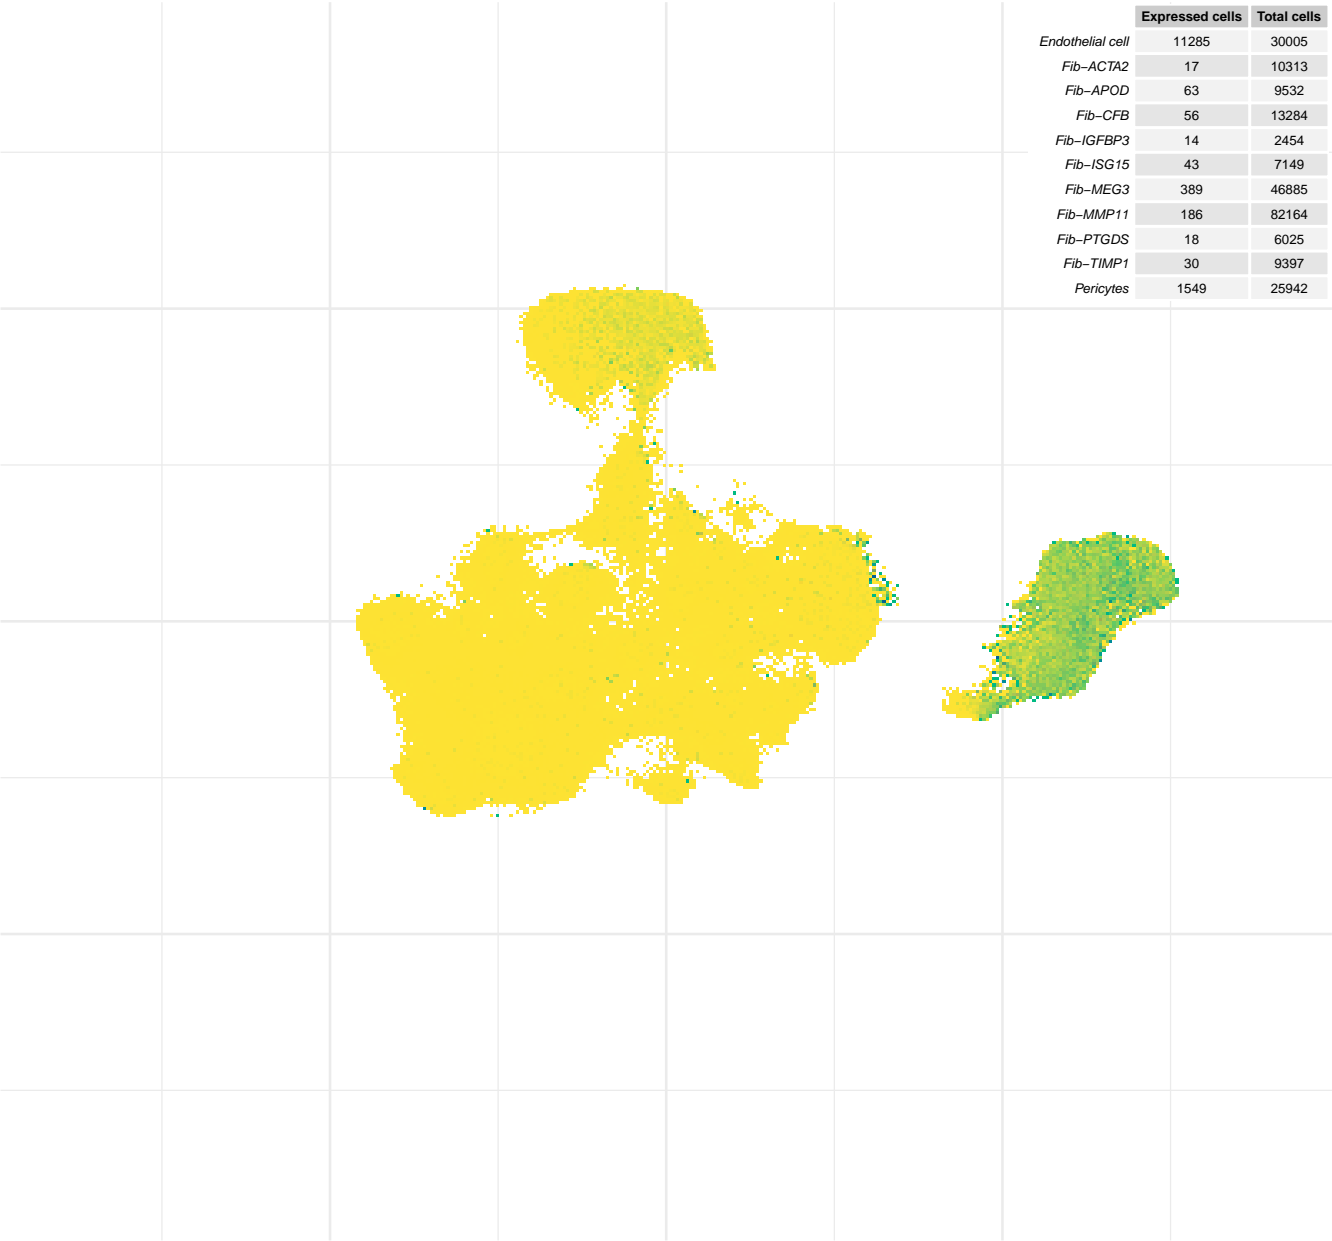 Expressed cells Total cells
Endothelial cell 11285 30005
Fib−ACTA2 17 10313
Fib−APOD 63 9532
Fib−CFB 56 13284
Fib−IGFBP3 14 2454
Fib−ISG15 43 7149
Fib−MEG3 389 46885
Fib−MMP11 186 82164
Fib−PTGDS 18 6025
Fib−TIMP1 30 9397
Pericytes 1549 25942